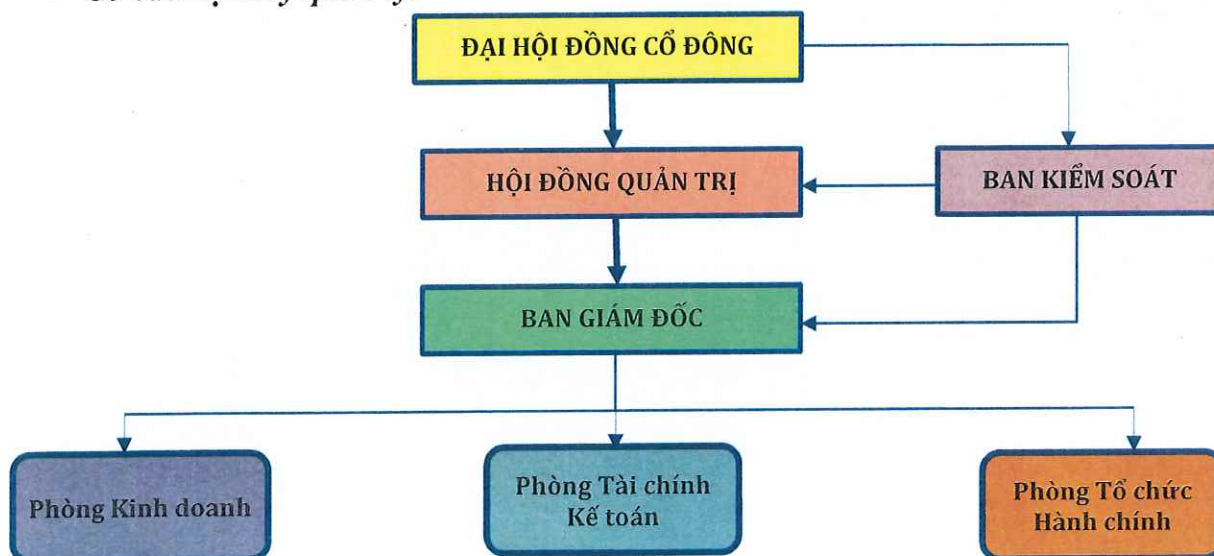 ĐẠI HỘI ĐỒNG CỔ ĐÔNG
HỘI ĐỒNG QUẢN TRỊ
BAN KIỂM SOÁT
BAN GIÁM ĐỐC
Phòng Kinh doanh
Phòng Tài chính
Kế toán
Phòng Tổ chức
Hành chính